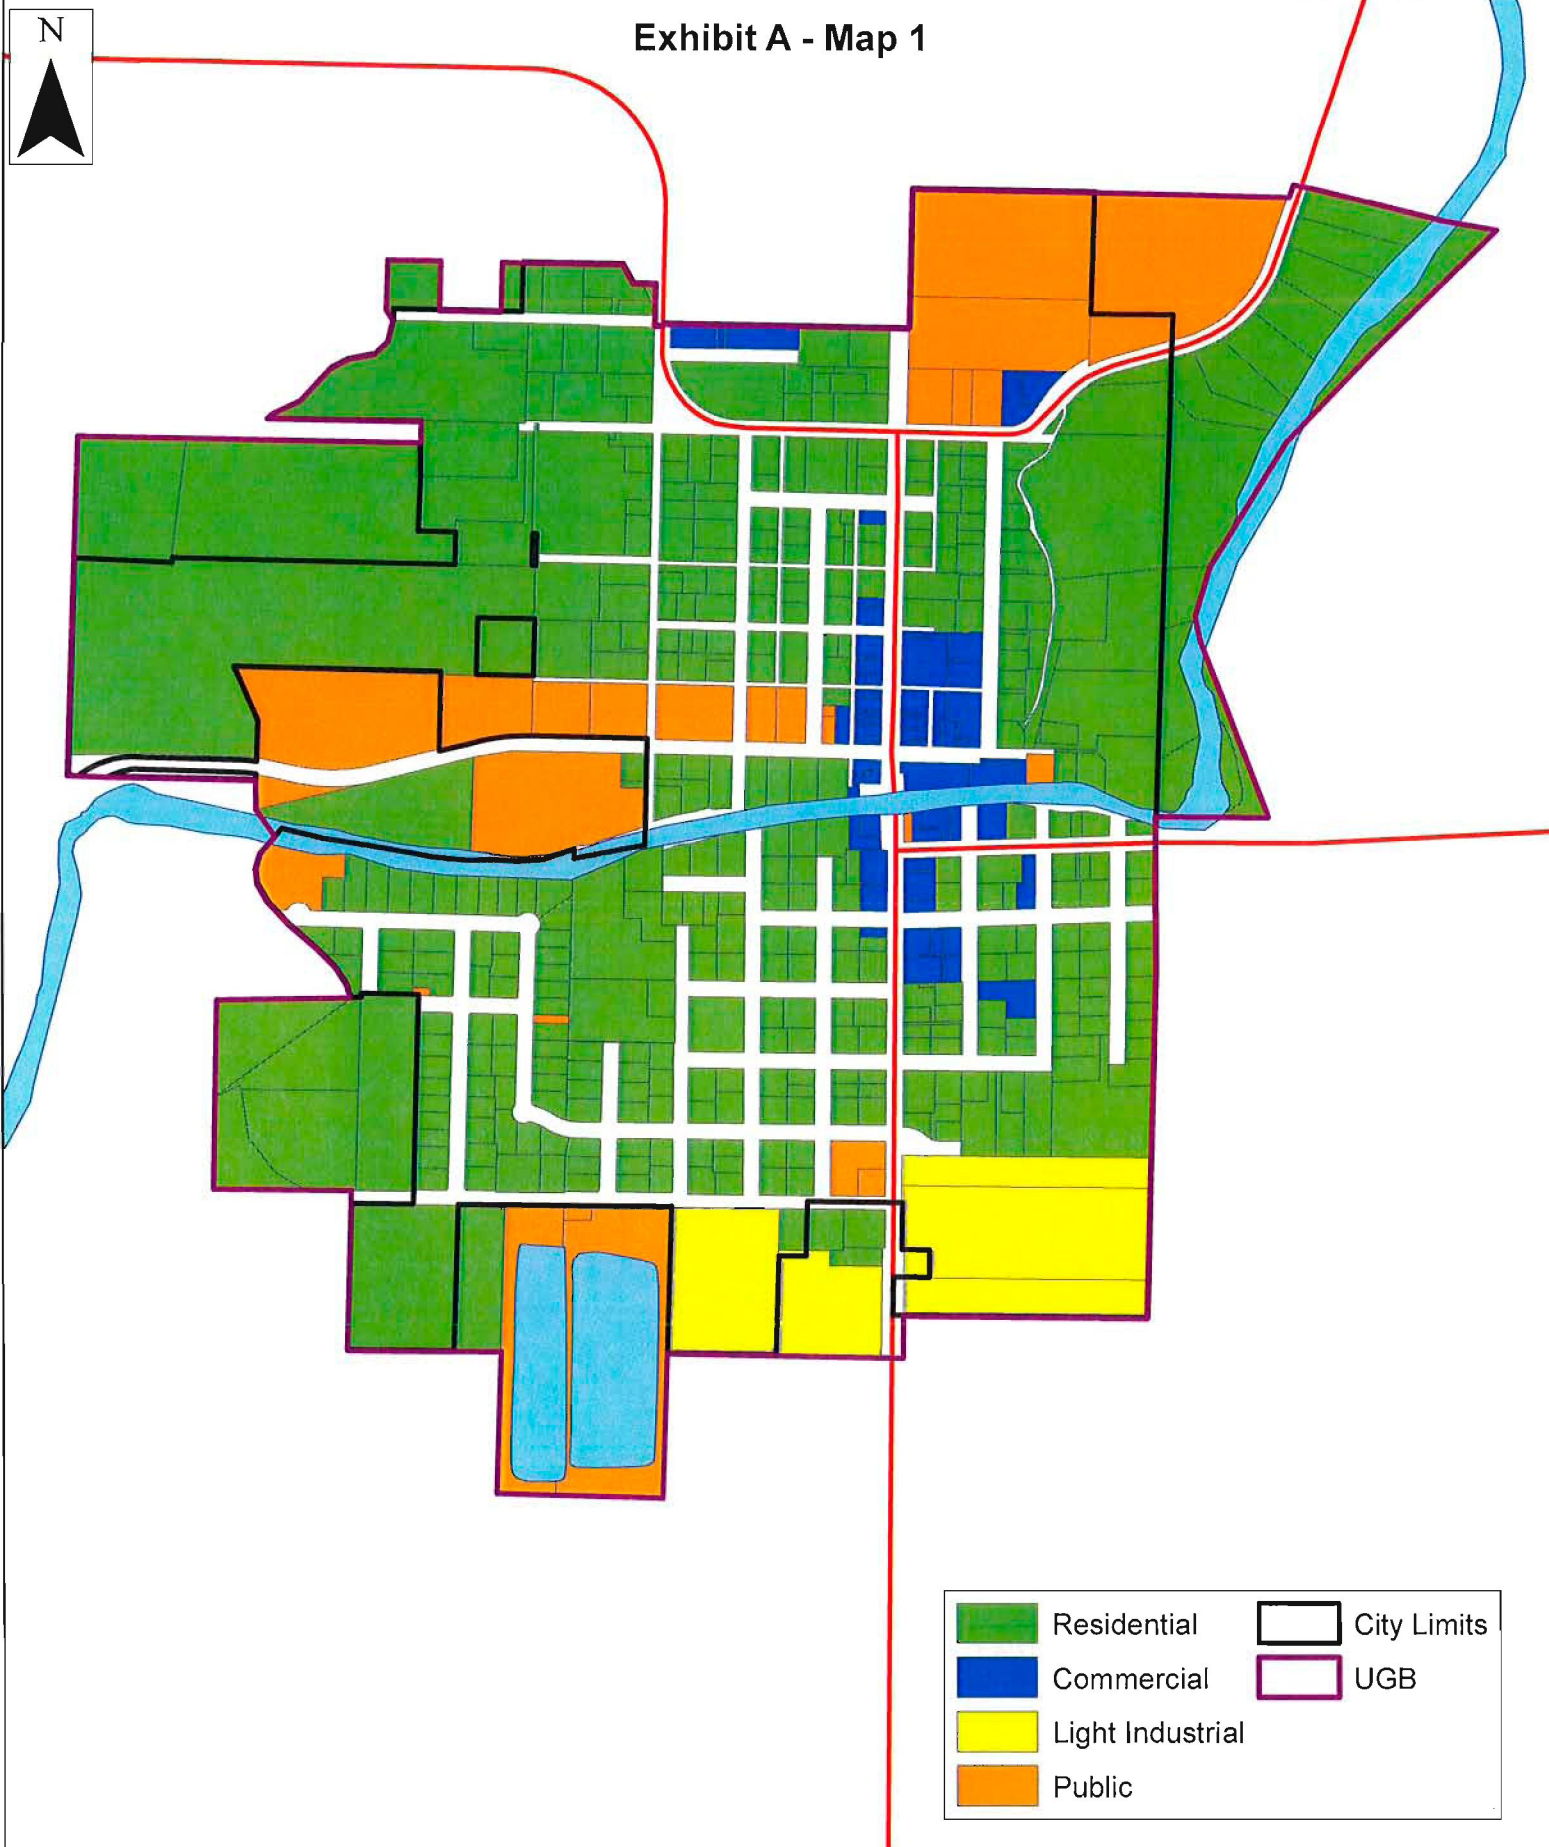 N
Exhibit A - Map 1
Residential
City Limits
Commercial
UGB
Light Industrial
Public